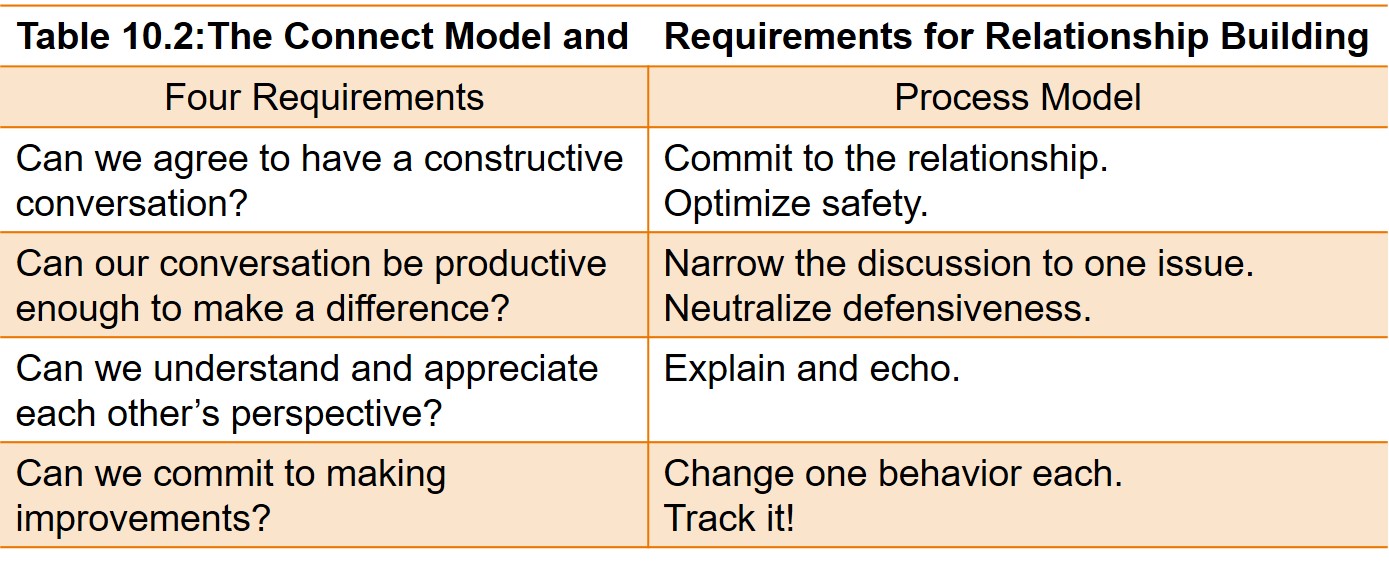 Table 10.2:The Connect Model and Requirements for Relationship Building
Four Requirements
Process Model
Can we agree to have a constructive
conversation?
Commit to the relationship.
Optimize safety.
Can our conversation be productive
enough to make a difference?
Narrow the discussion to one issue.
Neutralize defensiveness.
Can we understand and appreciate
each other’s perspective?
Explain and echo.
Can we commit to making
improvements?
Change one behavior each.
Track it!